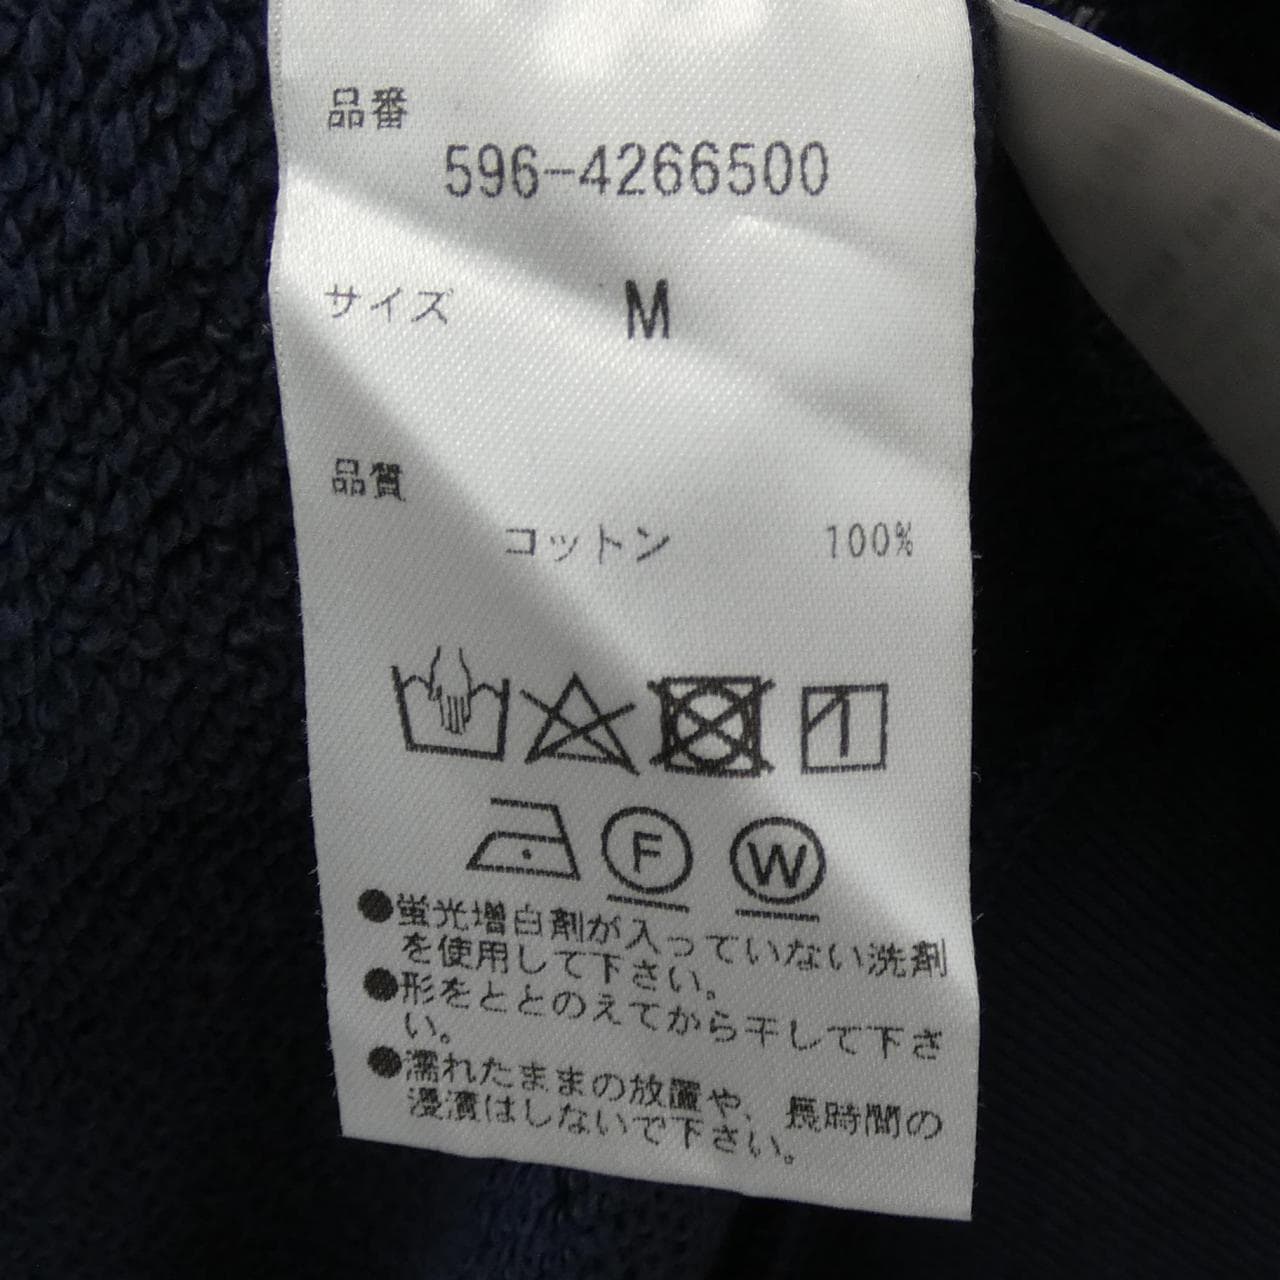 品番
596-4266500
サイズ M
品質
コットン 100%
F W
●蛍光増白剤が入っていない洗剤
を使用して下さい。
●形をととのえてから干して下さ
い。
●濡れたままの放置や、長時間の
浸漬はしないで下さい。